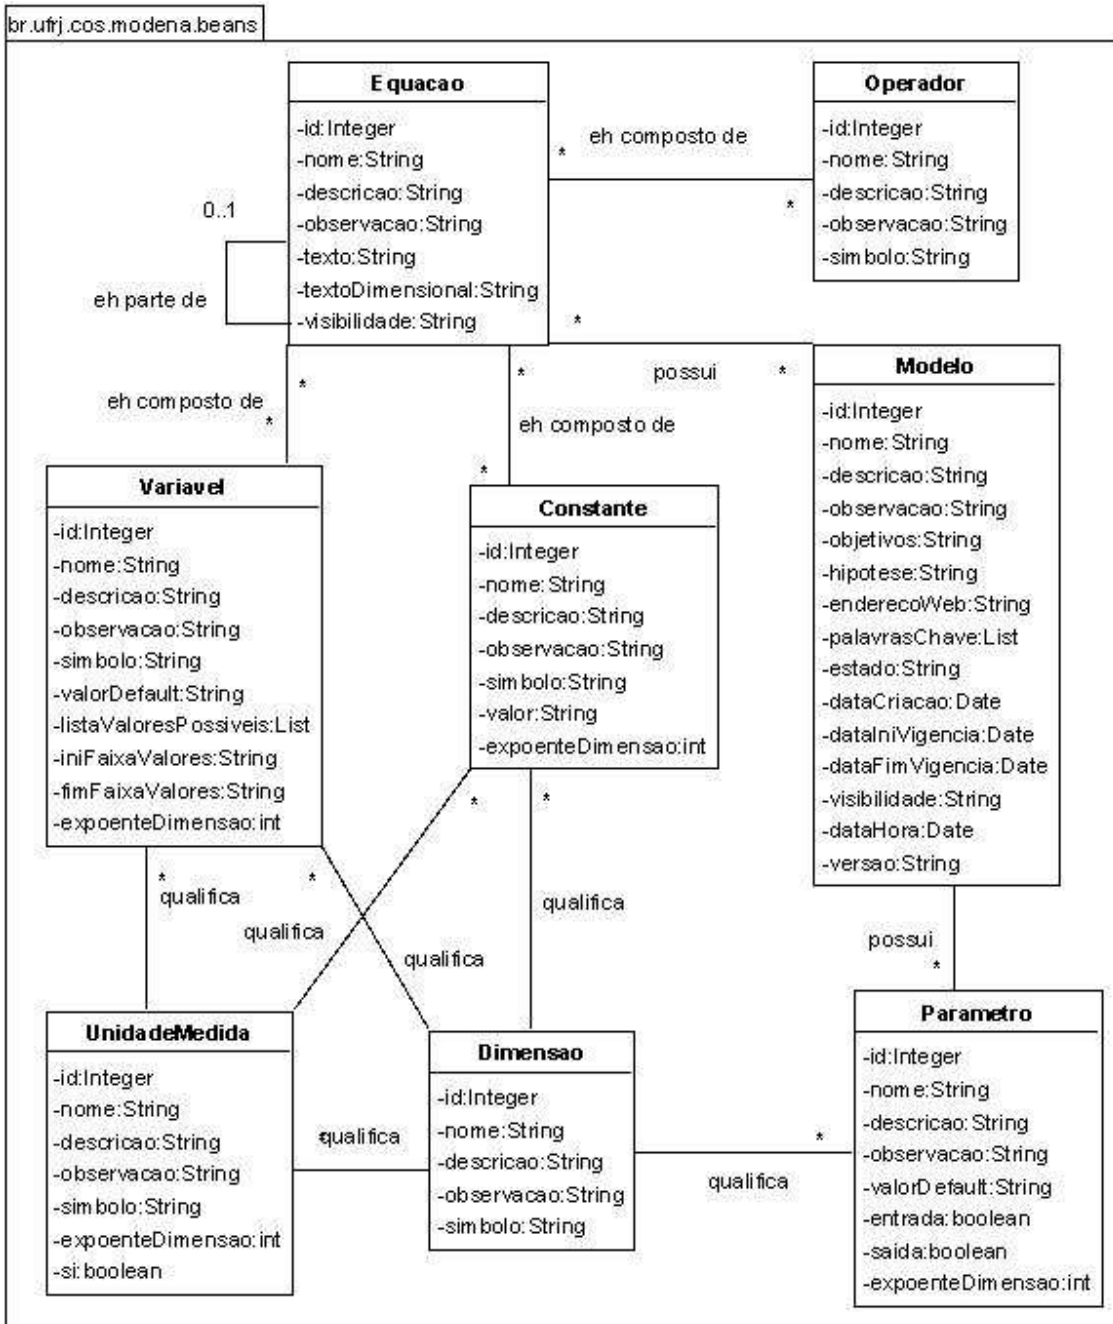 br.ufrj.cos.modena.beans
Equacao
-id:Integer
-nome:String
-descricao:String
-observacao:String
-texto:String
-textoDimensional:String
-visibilidade:String
Operador
-id:Integer
-nome:String
-descricao:String
-observacao:String
-simbolo:String
eh composto de
*
*
0..1
eh parte de
*
possui
*
*
eh composto de
*
*
eh composto de
*
Modelo
-id:Integer
-nome:String
-descricao:String
-observacao:String
-objetivos:String
-hipotese:String
-enderecoWeb:String
-palavrasChave:List
-estado:String
-dataCriacao:Date
-dataIniVigencia:Date
-dataFimVigencia:Date
-visibilidade:String
-dataHora:Date
-versao:String
Variavel
-id:Integer
-nome:String
-descricao:String
-observacao:String
-simbolo:String
-valorDefault:String
-listaValoresPossiveis:List
-iniFaixaValores:String
-fimFaixaValores:String
-expoenteDimensao:int
Constante
-id:Integer
-nome:String
-descricao:String
-observacao:String
-simbolo:String
-valor:String
-expoenteDimensao:int
*
*
*
*
qualifica
qualifica
qualifica
qualifica
possui
*
UnidadeMedida
-id:Integer
-nome:String
-descricao:String
-observacao:String
-simbolo:String
-expoenteDimensao:int
-si:boolean
*
qualifica
Dimensao
-id:Integer
-nome:String
-descricao:String
-observacao:String
-simbolo:String
*
qualifica
Parametro
-id:Integer
-nome:String
-descricao:String
-observacao:String
-valorDefault:String
-entrada:boolean
-saida:boolean
-expoenteDimensao:int